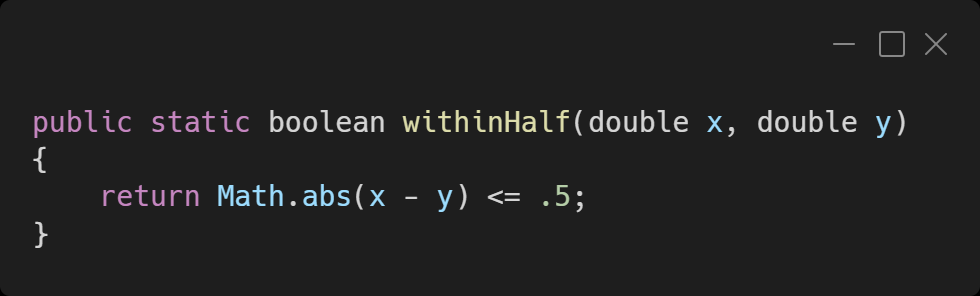 public static boolean withinHalf(double x, double y)
{
    return Math.abs(x - y) <= .5;
}